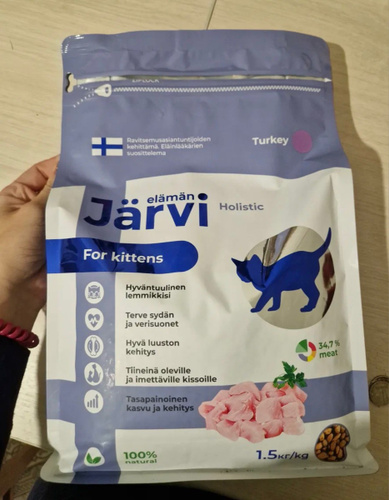 Ravitsemusasiantuntijoiden
kehittämä. Eläinlääkärien
suosittelema
Turkey
elämän
Järvi
Holistic
For kittens
Hyväntuulinen
lemmikkisi
Terve sydän
ja verisuonet
Hyvä luuston
kehitys
Tiineinä oleville
ja imettäville kissoille
Tasapainoinen
kasvu ja kehitys
34,7 %
meat
100%
natural
1.5кг/kg